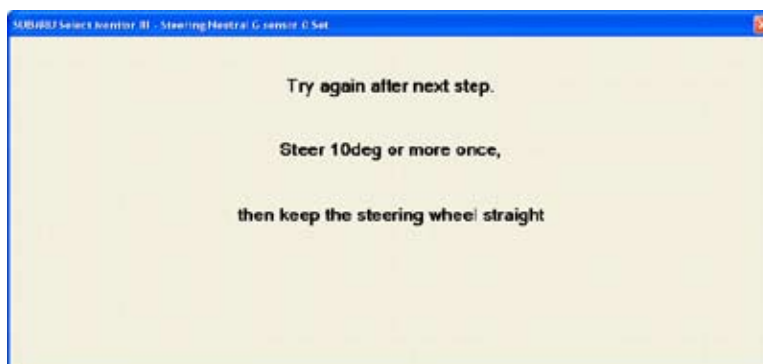 SUBARU Select Monitor III - Steering Neutral G sensor 0 Set
Try again after next step.
Steer 10deg or more once,
then keep the steering wheel straight